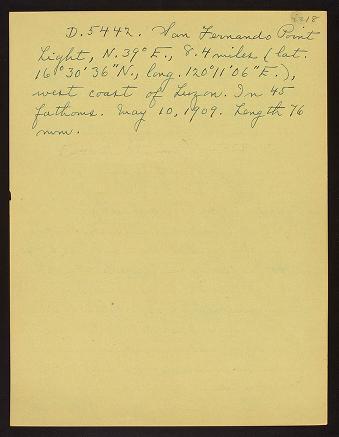 D.5442. San Fernando Point
Light, N.39° E., 8.4 miles (lat.
16°30'36"N., long. 120°11'06"E.),
west coast of Luzon. In 45
fathoms. May 10, 1909. Length 76
mm.